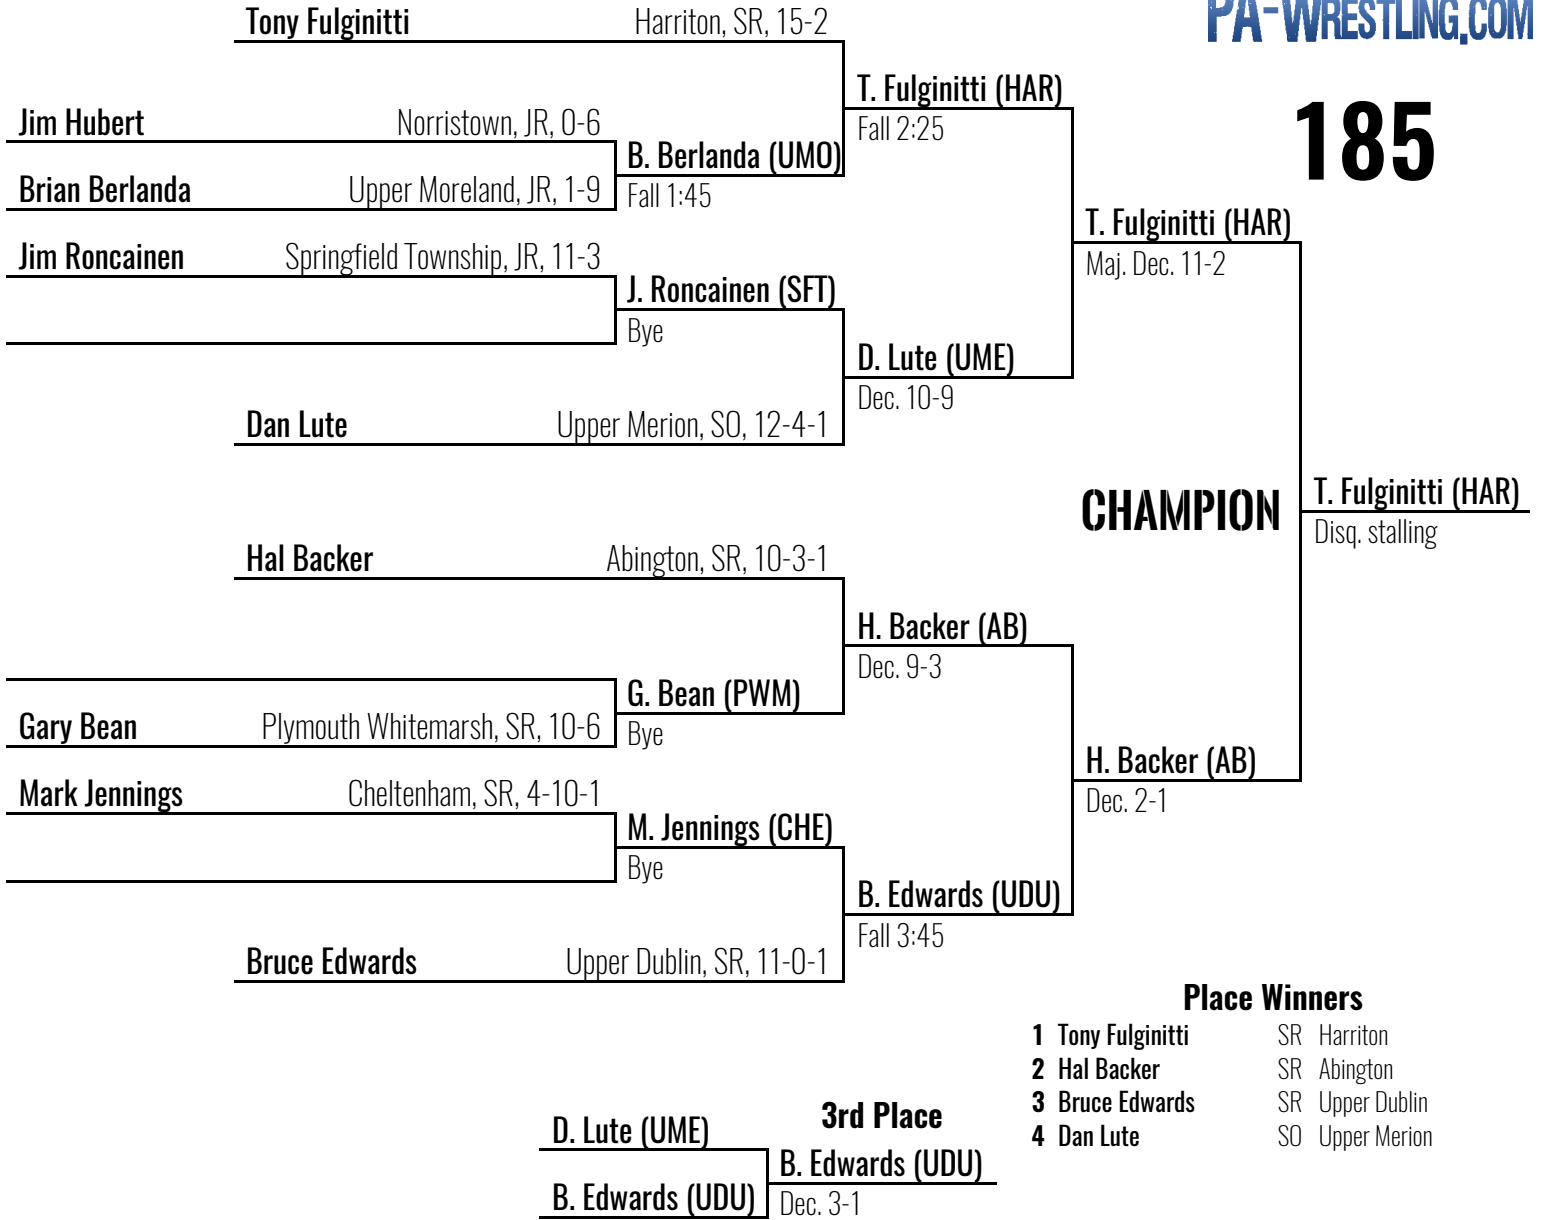 PA-WRESTLING.COM
185
Tony Fulginitti Harriton, SR, 15-2
T. Fulginitti (HAR)
Fall 2:25
Jim Hubert Norristown, JR, 0-6
B. Berlanda (UMO)
Fall 1:45
Brian Berlanda Upper Moreland, JR, 1-9
T. Fulginitti (HAR)
Maj. Dec. 11-2
Jim Roncainen Springfield Township, JR, 11-3
J. Roncainen (SFT)
Bye
D. Lute (UME)
Dec. 10-9
Dan Lute Upper Merion, SO, 12-4-1
CHAMPION
T. Fulginitti (HAR)
Disq. stalling
Hal Backer Abington, SR, 10-3-1
H. Backer (AB)
Dec. 9-3
G. Bean (PWM)
Bye
Gary Bean Plymouth Whitemarsh, SR, 10-6
H. Backer (AB)
Dec. 2-1
Mark Jennings Cheltenham, SR, 4-10-1
M. Jennings (CHE)
Bye
B. Edwards (UDU)
Fall 3:45
Bruce Edwards Upper Dublin, SR, 11-0-1
Place Winners
1 Tony Fulginitti SR Harriton
2 Hal Backer SR Abington
3 Bruce Edwards SR Upper Dublin
4 Dan Lute SO Upper Merion
3rd Place
D. Lute (UME)
B. Edwards (UDU)
B. Edwards (UDU)
Dec. 3-1